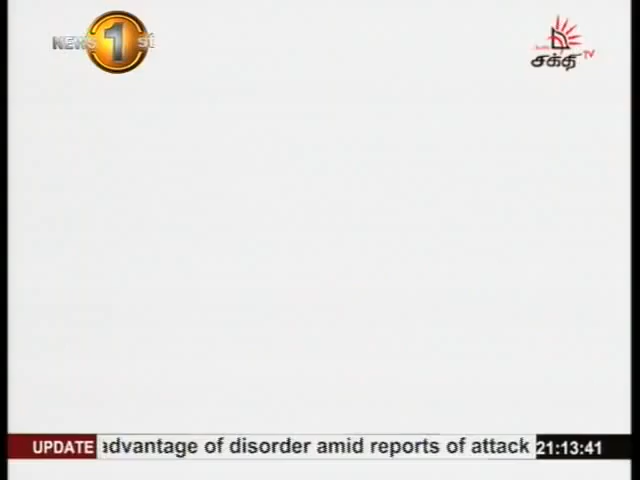 NEWS 1st
சக்தி TV
UPDATE advantage of disorder amid reports of attack 21:13:41